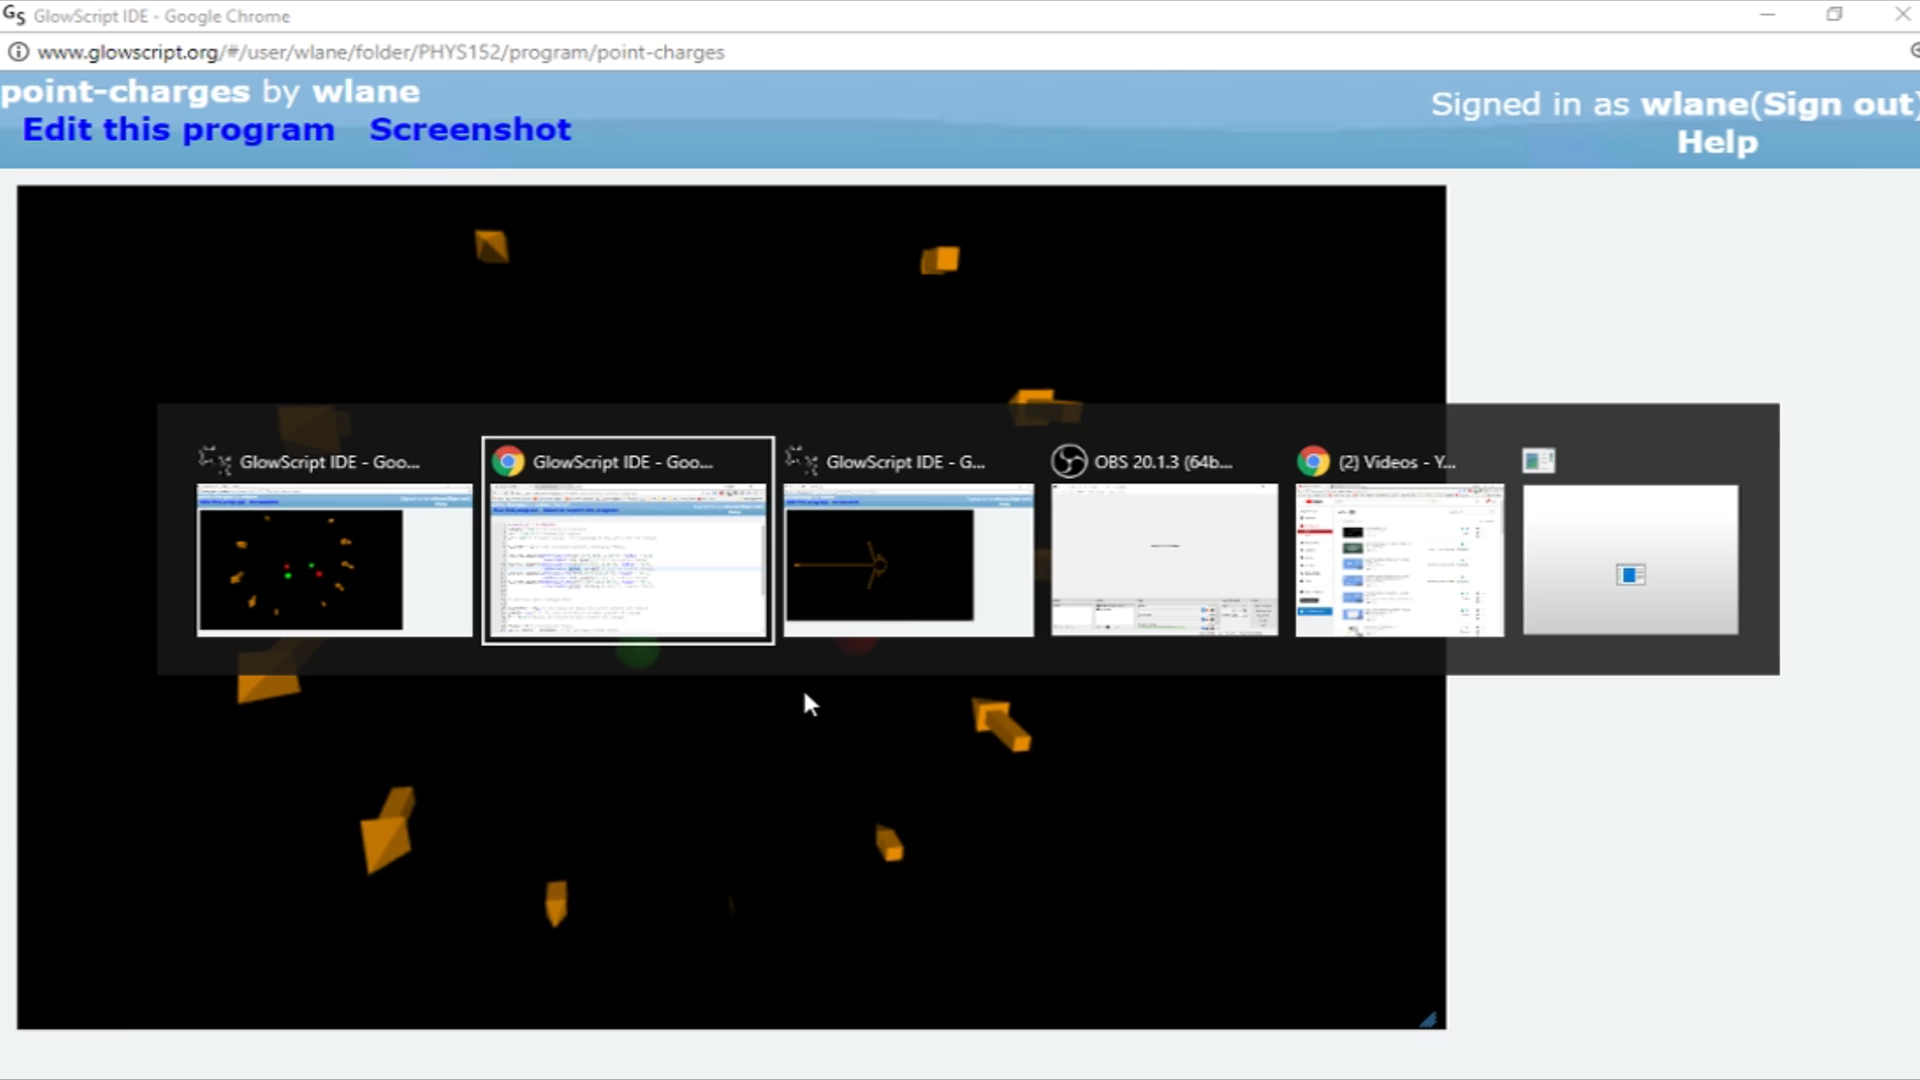 GS GlowScript IDE - Google Chrome
www.glowscript.org/#/user/wlane/folder/PHYS152/program/point-charges
point-charges by wlane
Signed in as wlane(Sign out)
Edit this program Screenshot
Help
GlowScript IDE - Goo...
GlowScript IDE - Goo...
GlowScript IDE - G...
OBS 20.1.3 (64b...
(2) Videos - Y...